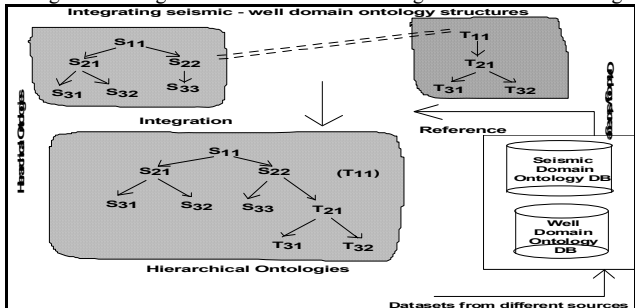 Integrating seismic - well domain ontology structures
S11
S21 S22
S31 S32 S33
T11
T21
T31 T32
Integration
Reference
Hierarchical Ontologies
S11
S21 S22 (T11)
S31 S32 S33 T21
T31 T32
Hierarchical Ontologies
Seismic
Domain
Ontology DB
Well
Domain
Ontology
DB
Datasets from different sources